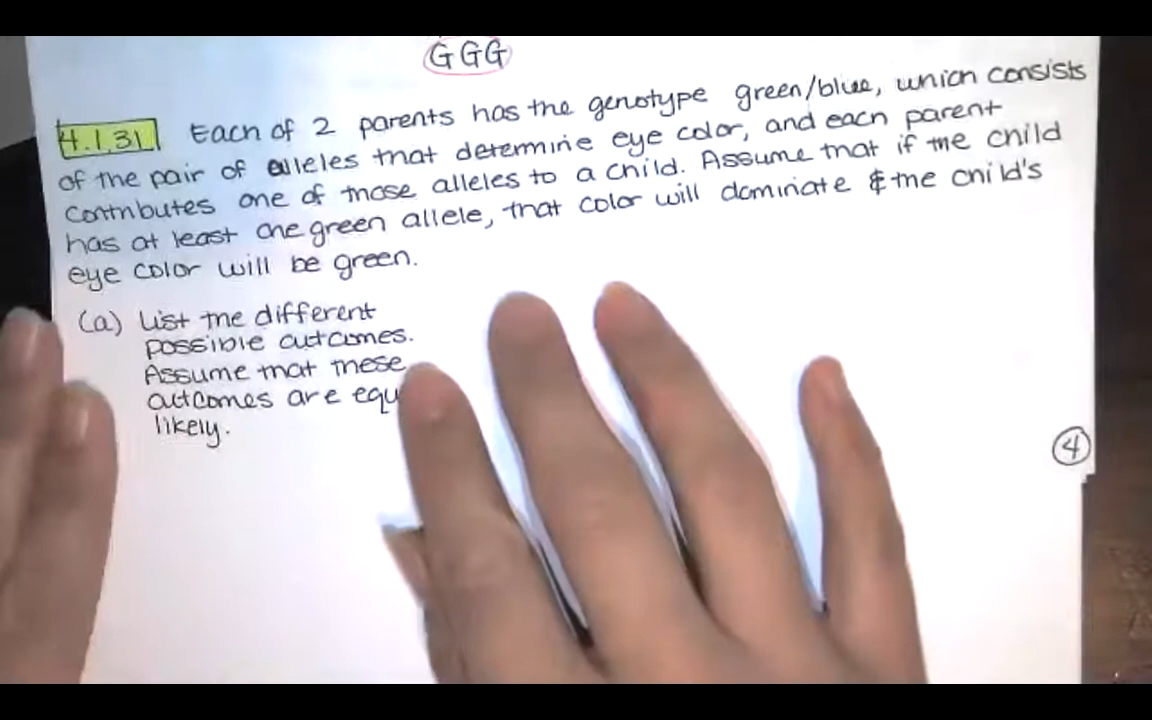 GGG
4.1.31 Each of 2 parents has the genotype green/blue, which consists
of the pair of alleles that determine eye color, and each parent
contributes one of those alleles to a child. Assume that if the child
has at least one green allele, that color will dominate & the child's
eye color will be green.
(a) List the different
possible outcomes.
Assume that these
outcomes are equ
likely.
4